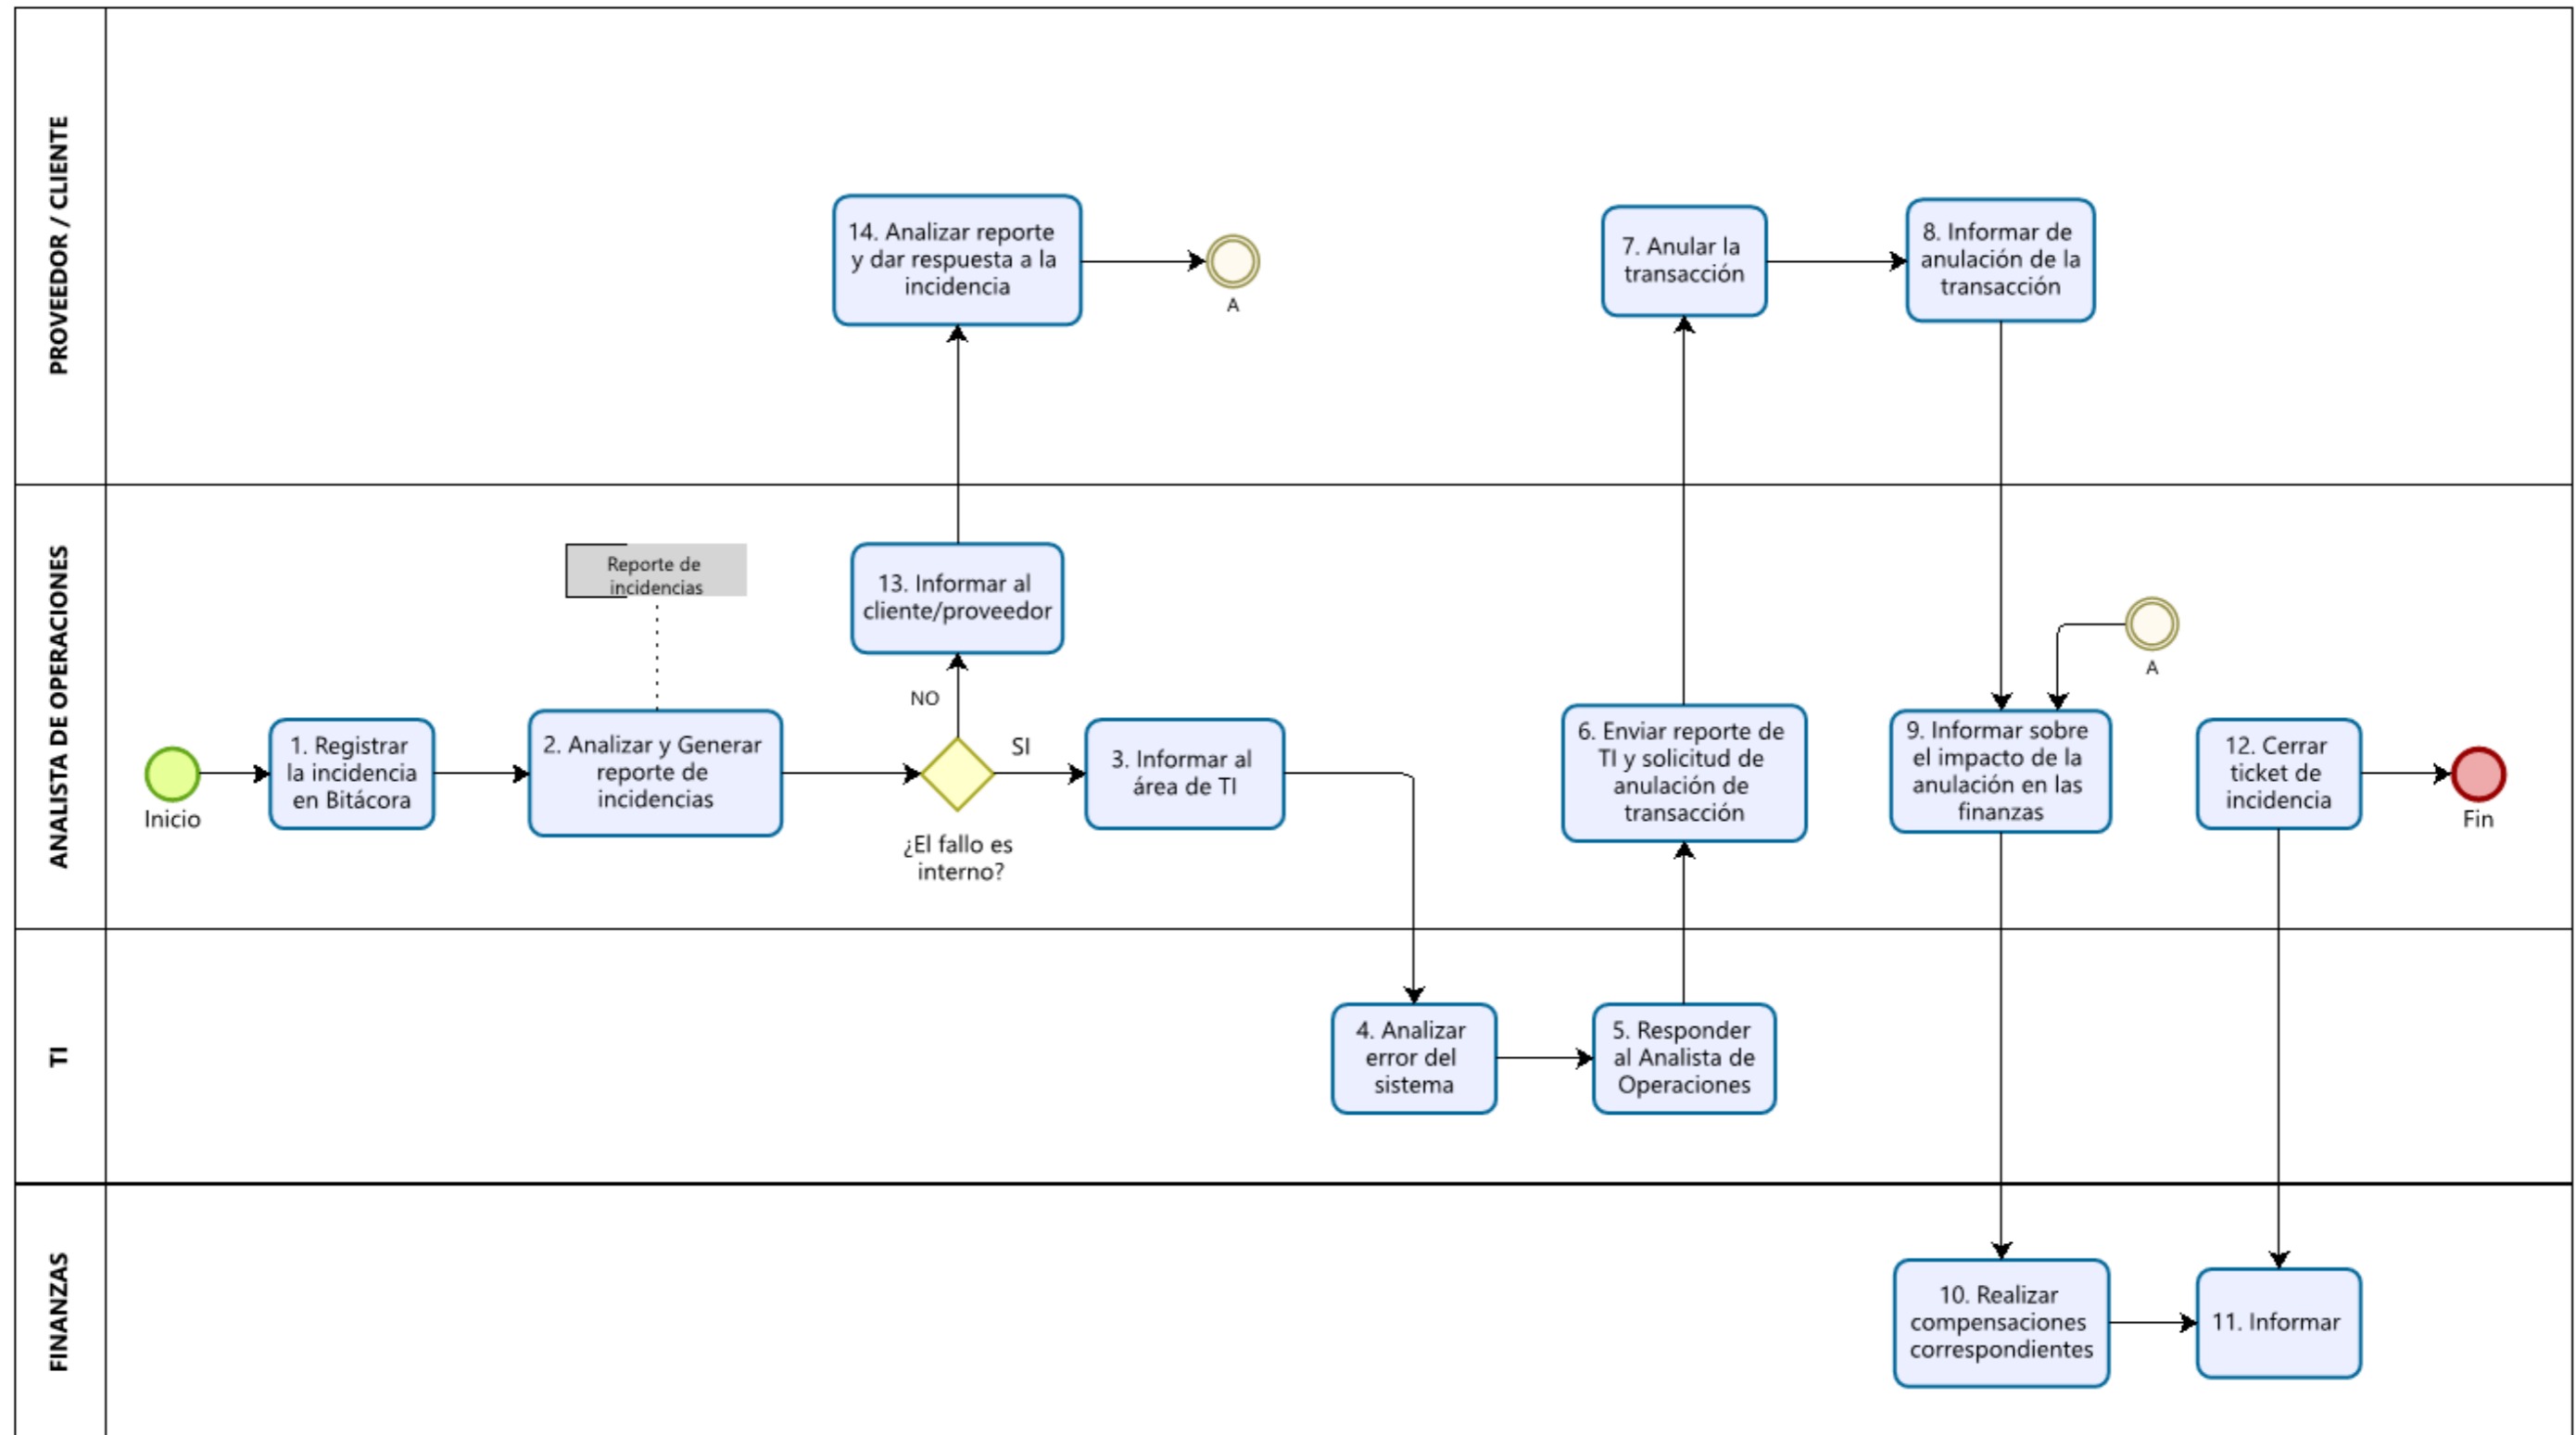 PROVEEDOR / CLIENTE
14. Analizar reporte
y dar respuesta a la
incidencia
A
7. Anular la
transacción
8. Informar de
anulación de la
transacción
ANALISTA DE OPERACIONES
Reporte de
incidencias
13. Informar al
cliente/proveedor
NO
SI
Inicio
1. Registrar
la incidencia
en Bitácora
2. Analizar y Generar
reporte de
incidencias
¿El fallo es
interno?
3. Informar al
área de TI
6. Enviar reporte de
TI y solicitud de
anulación de
transacción
9. Informar sobre
el impacto de la
anulación en las
finanzas
A
12. Cerrar
ticket de
incidencia
Fin
TI
4. Analizar
error del
sistema
5. Responder
al Analista de
Operaciones
FINANZAS
10. Realizar
compensaciones
correspondientes
11. Informar